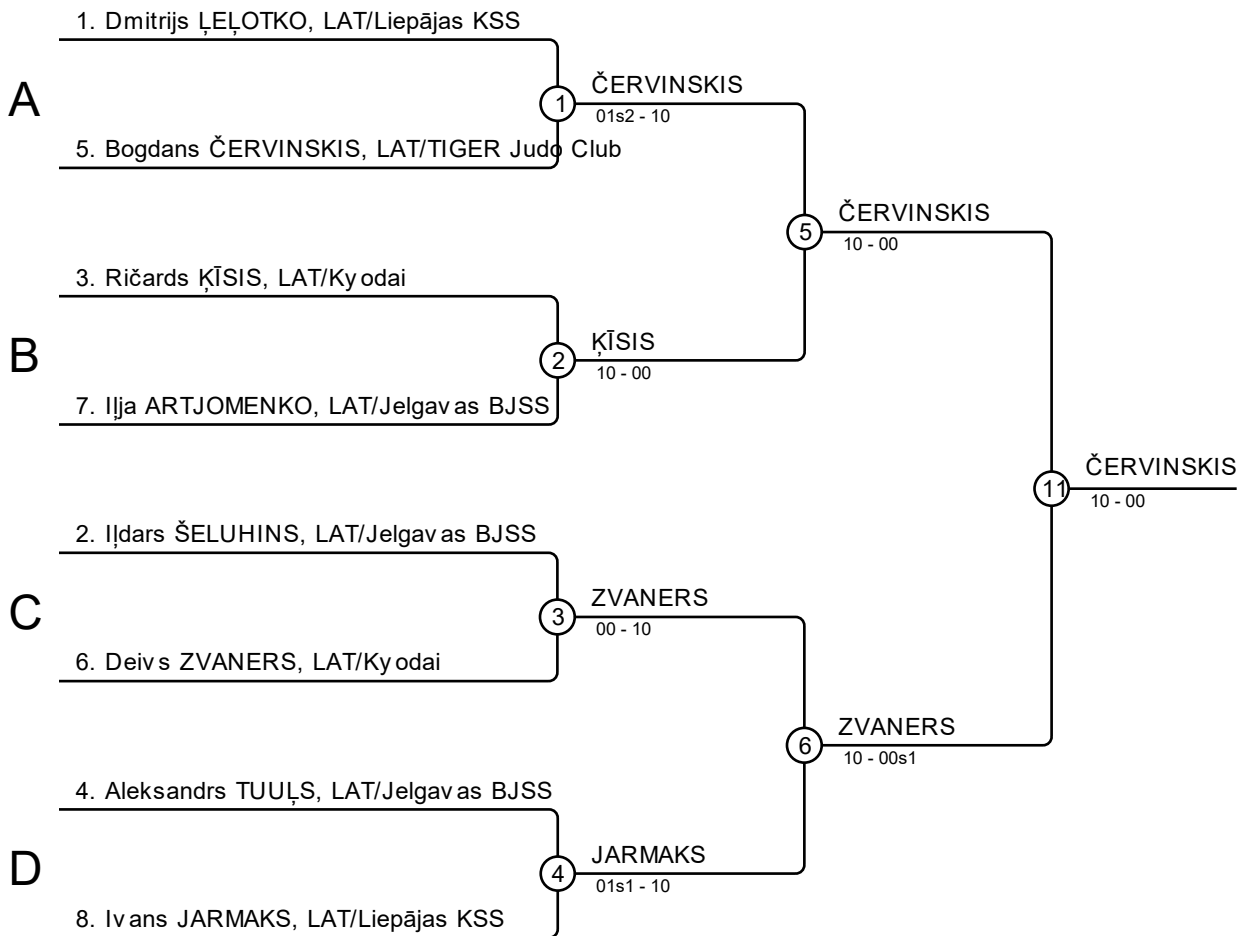 1. Dmitrijs ĻEĻOTKO, LAT/Liepājas KSS
A
1
ČERVINSKIS
01s2 - 10
5. Bogdans ČERVINSKIS, LAT/TIGER Judo Club
5
ČERVINSKIS
10 - 00
3. Ričards ĶĪSIS, LAT/Kyodai
B
2
ĶĪSIS
10 - 00
7. Iļja ARTJOMENKO, LAT/Jelgavas BJSS
11
ČERVINSKIS
10 - 00
2. Iļdars ŠELUHINS, LAT/Jelgavas BJSS
C
3
ZVANERS
00 - 10
6. Deivs ZVANERS, LAT/Kyodai
6
ZVANERS
10 - 00s1
4. Aleksandrs TUUĻS, LAT/Jelgavas BJSS
D
4
JARMAKS
01s1 - 10
8. Ivans JARMAKS, LAT/Liepājas KSS